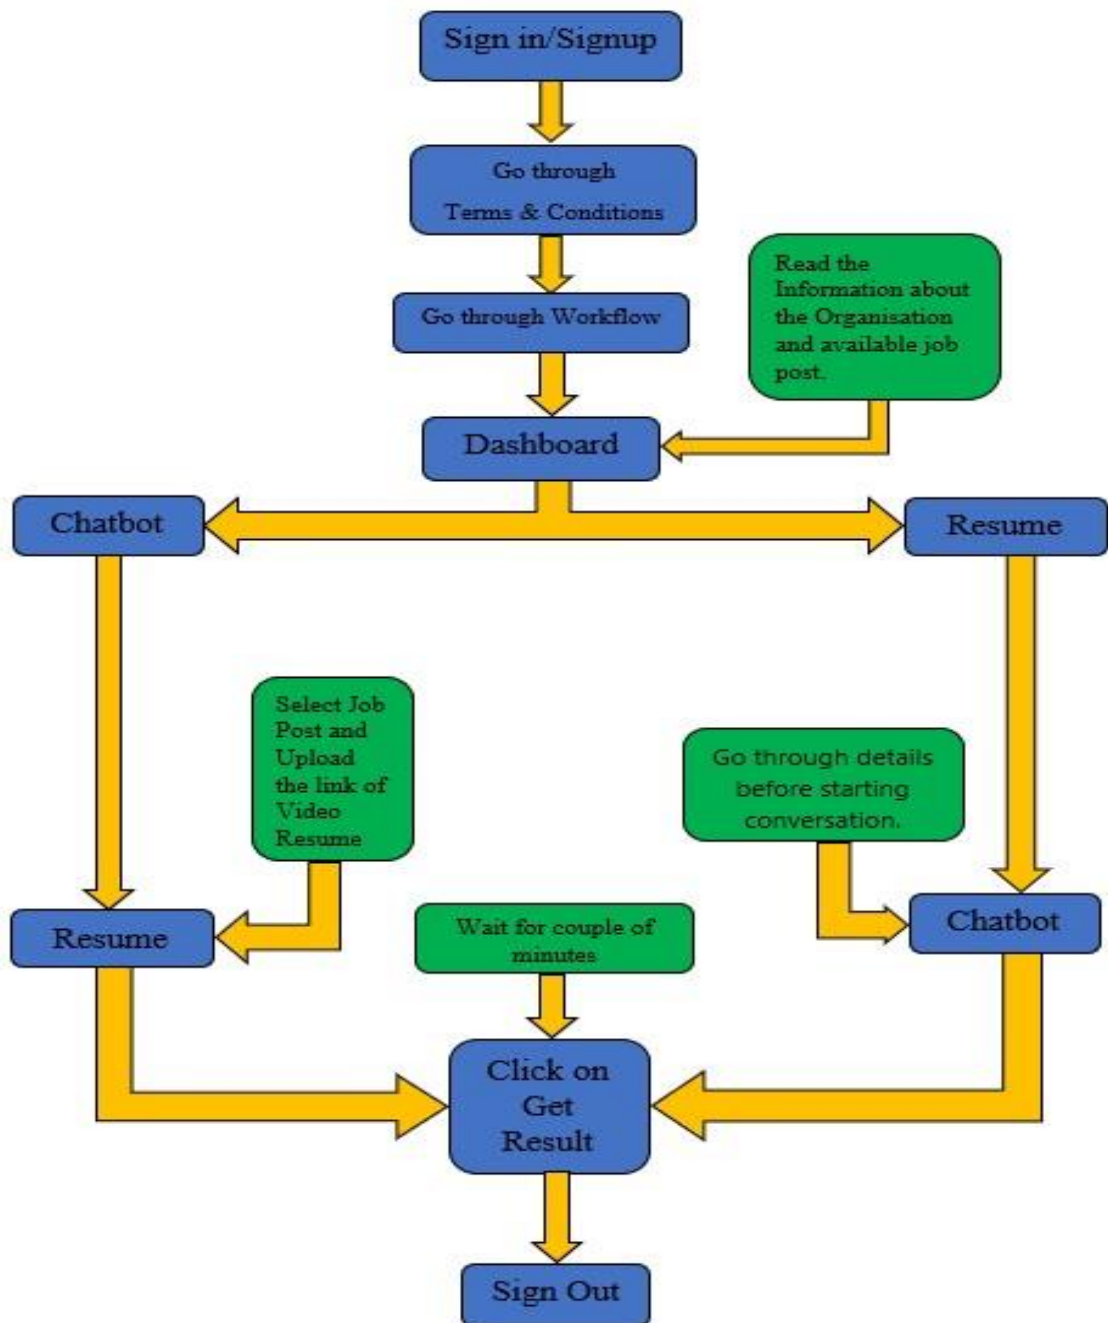 Sign in/Signup
Go through
Terms & Conditions
Read the
Information about
the Organisation
and available job
post.
Go through Workflow
Dashboard
Chatbot
Resume
Select Job
Post and
Upload
the link of
Video
Resume
Go through details
before starting
conversation.
Resume
Wait for couple of
minutes
Chatbot
Click on
Get
Result
Sign Out